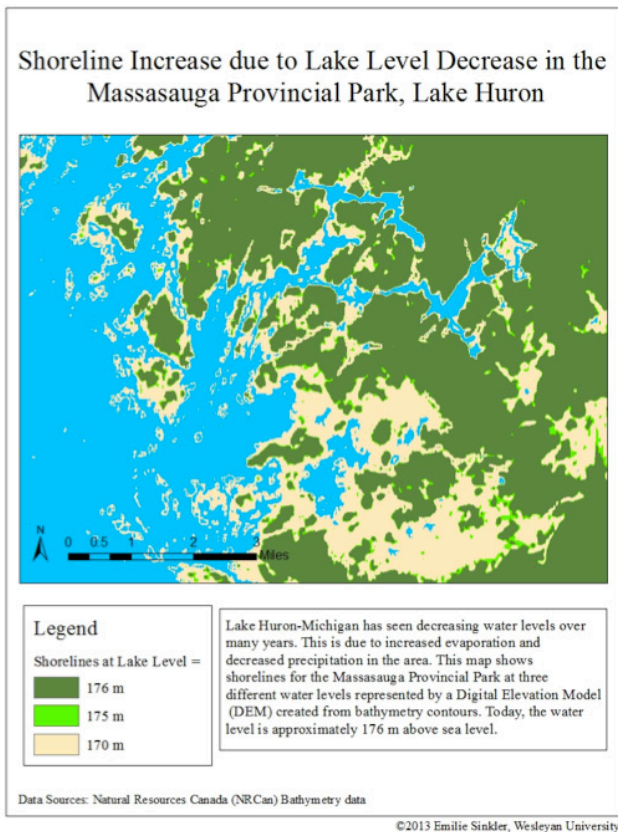 Shoreline Increase due to Lake Level Decrease in the
Massasauga Provincial Park, Lake Huron
N
0 0.5 1 2 3
Miles
Legend
Shorelines at Lake Level =
176 m
175 m
170 m
Lake Huron-Michigan has seen decreasing water levels over
many years. This is due to increased evaporation and
decreased precipitation in the area. This map shows
shorelines for the Massasauga Provincial Park at three
different water levels represented by a Digital Elevation Model
(DEM) created from bathymetry contours. Today, the water
level is approximately 176 m above sea level.
Data Sources: Natural Resources Canada (NRCan) Bathymetry data
©2013 Emilie Sinkler, Wesleyan University